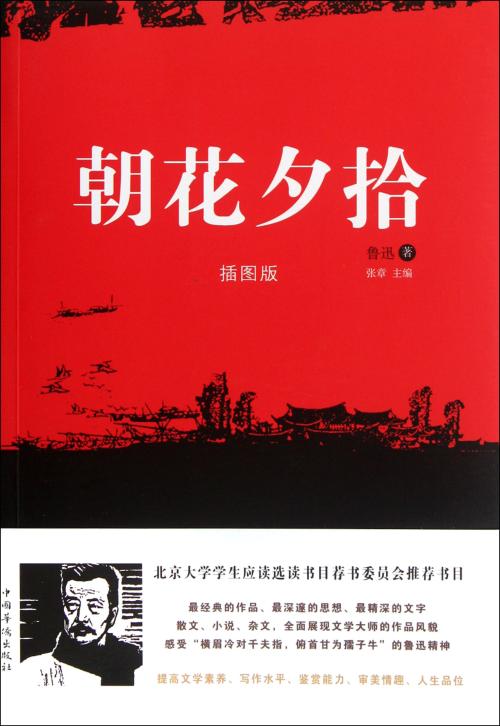 朝花夕拾
鲁迅 著
插图版
张章 主编
北京大学学生应读选读书目荐书委员会推荐书目
最经典的作品、最深邃的思想、最精深的文字
散文、小说、杂文，全面展现文学大师的作品风貌
感受“横眉冷对千夫指，俯首甘为孺子牛”的鲁迅精神
提高文学素养、写作水平、鉴赏能力、审美情趣、人生品位
中國華僑出版社